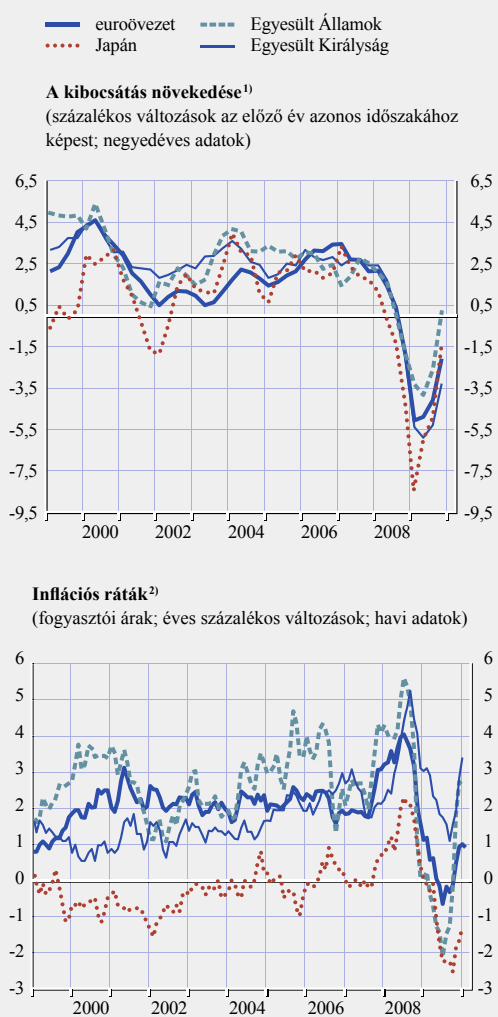 euroövezet Egyesült Államok
Japán Egyesült Királyság
A kibocsátás növekedése1)
(százalékos változások az előző év azonos időszakához
képest; negyedéves adatok)
6,5 6,5
4,5 4,5
2,5 2,5
0,5 0,5
-1,5 -1,5
-3,5 -3,5
-5,5 -5,5
-7,5 -7,5
-9,5 -9,5
2000 2002 2004 2006 2008
Inflációs ráták2)
(fogyasztói árak; éves százalékos változások; havi adatok)
6 6
5 5
4 4
3 3
2 2
1 1
0 0
-1 -1
-2 -2
-3 -3
2000 2002 2004 2006 2008